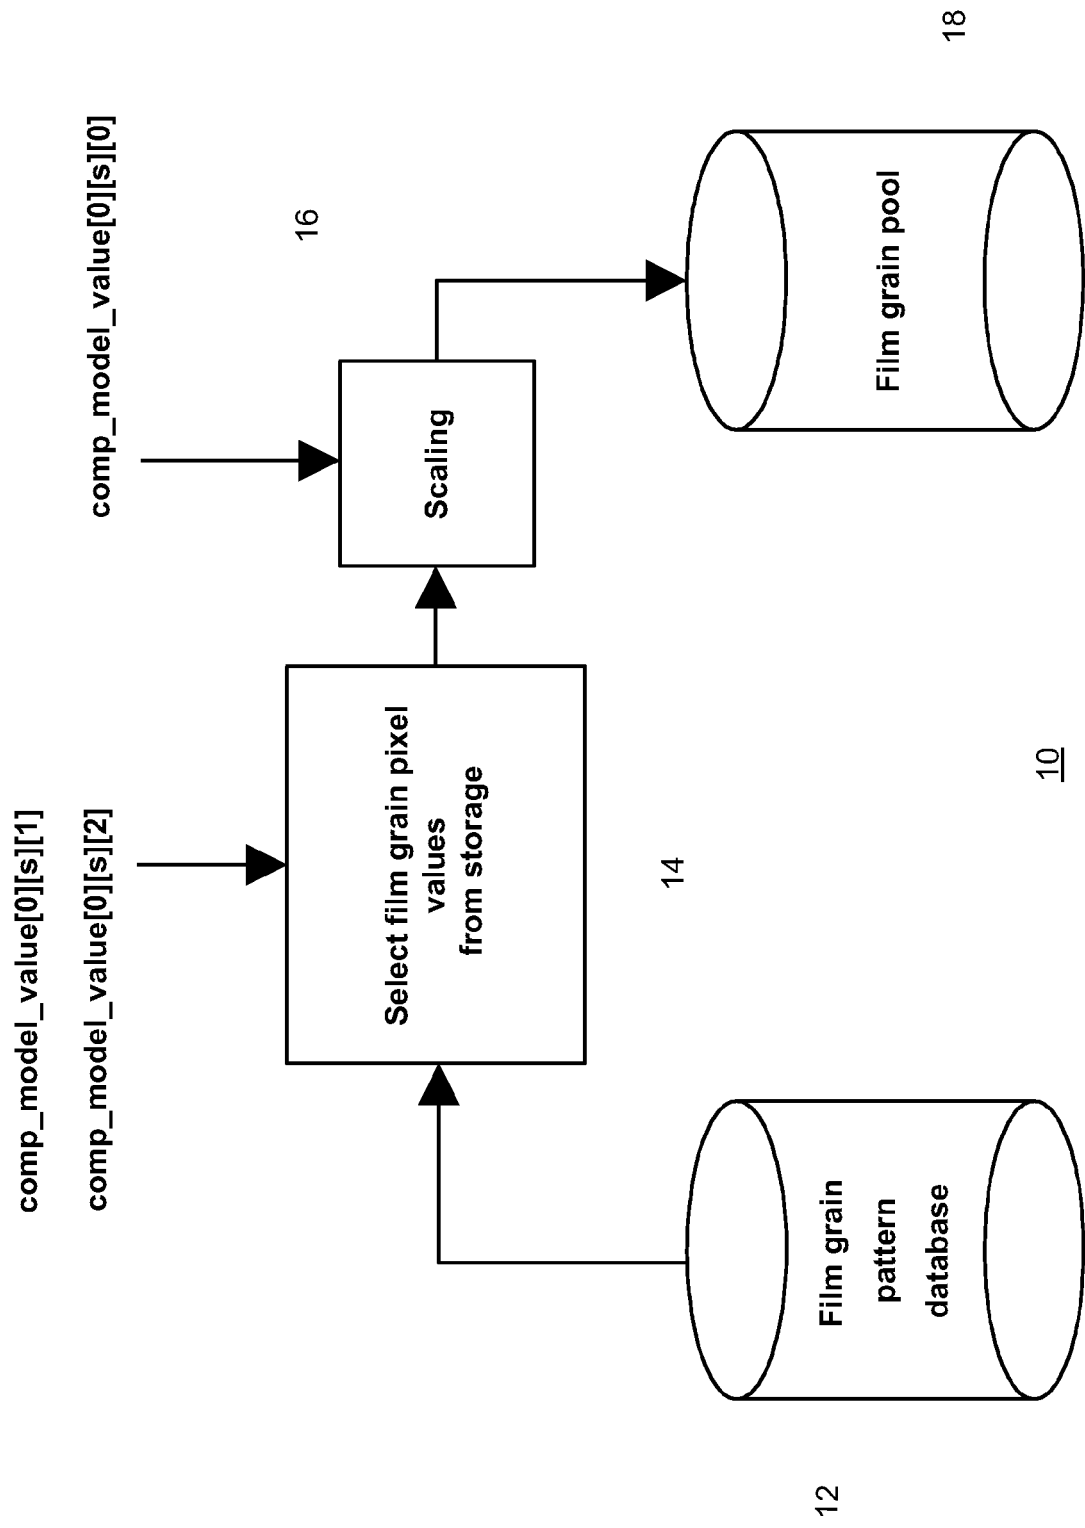 comp_model_value[0][s][1]
comp_model_value[0][s][2]
comp_model_value[0][s][0]
16
Select film grain pixel
values
from storage
Scaling
14
Film grain
pattern
database
Film grain pool
12
10
18